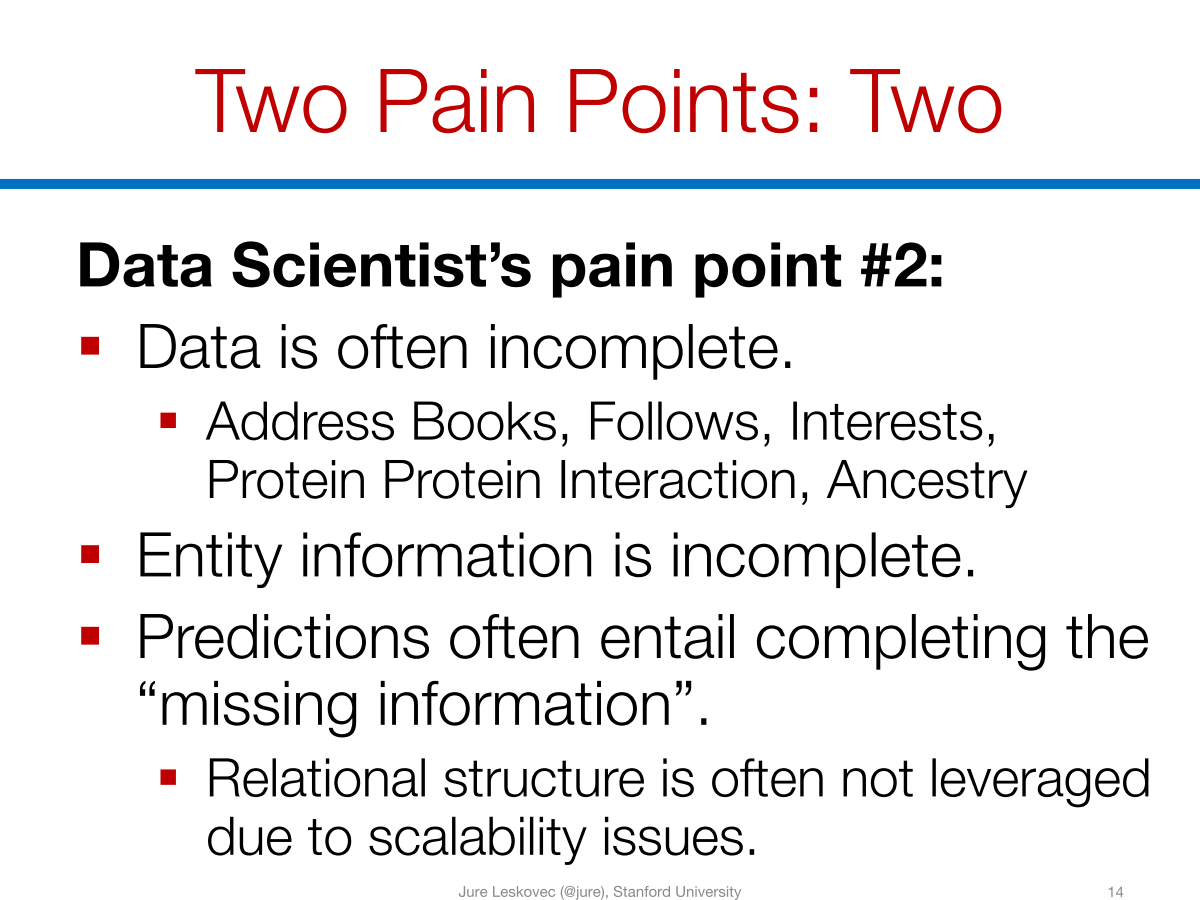 Two Pain Points: Two
Data Scientist’s pain point #2:
▪ Data is often incomplete.
▪ Address Books, Follows, Interests,
Protein Protein Interaction, Ancestry
▪ Entity information is incomplete.
▪ Predictions often entail completing the
“missing information”.
▪ Relational structure is often not leveraged
due to scalability issues.
Jure Leskovec (@jure), Stanford University
14